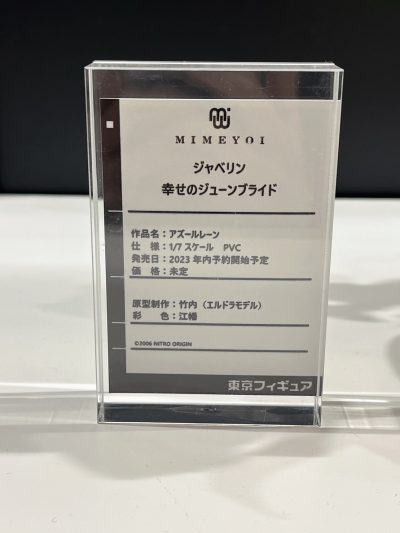 MIMEYOI
ジャベリン
幸せのジューンブライド
作品名：アズールレーン
仕　様：1/7 スケール　PVC
発売日：2023 年内予約開始予定
価　格：未定
原型制作：竹内（エルドラモデル）
彩　　色：江幡
©2006 NITRO ORIGIN
東京フィギュア